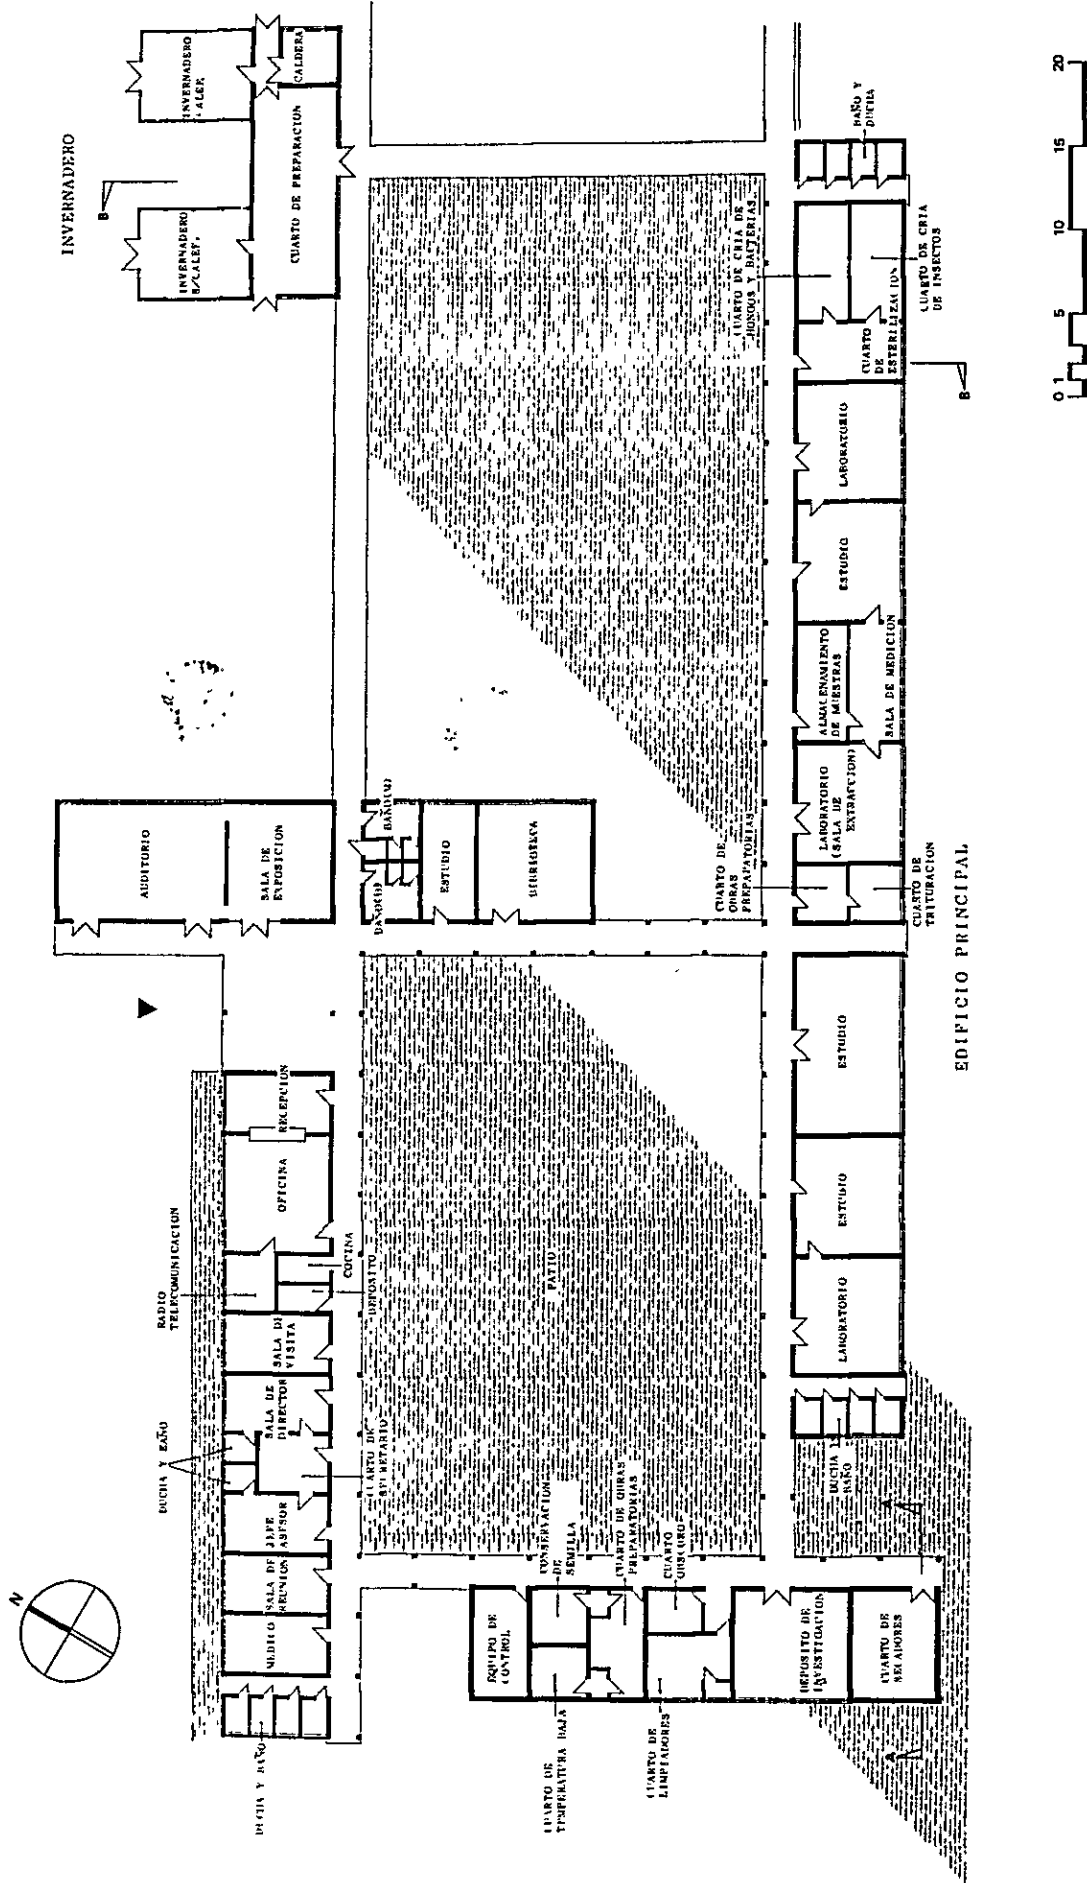 INVERNADERO
B
INVERNADERO
S/CALEF.
INVERNADERO
CALEF.
CUARTO DE PREPARACION
CALDERA
N
DUCHA Y BAÑO
RADIO
TELECOMUNICACION
DUCHA Y BAÑO
MEDICO
SALA DE
REUNION
JEFE
ASESOR
CUARTO DE
SECRETARIO
SALA DE
DIRECTOR
SALA DE
VISITA
DEPOSITO
COCINA
OFICINA
RECEPCION
AUDITORIO
SALA DE
EXPOSICION
BAÑO(D)
BAÑO(M)
ESTUDIO
PATIO
EQUIPO DE
CONTROL
CONSERVACION
DE
SEMILLA
CUARTO DE
TEMPERATURA BAJA
CUARTO DE OBRAS
PREPARATORIAS
CUARTO
OBSCURO
CUARTO DE
LIMPIADORES
DEPOSITO DE
INVESTIGACION
CUARTO DE
SECADORES
A
A
DUCHA Y
BAÑO
LABORATORIO
ESTUDIO
ESTUDIO
CUARTO DE
OBRAS
CUARTO DE
TRITURACION
LABORATORIO
(SALA DE
EXTRACCION)
DE MUESTRAS
SALA DE MEDICION
ESTUDIO
LABORATORIO
CUARTO
DE
ESTERILIZACION
CUARTO DE CRIA DE
HONGOS Y BACTERIAS
CUARTO DE CRIA
DE INSECTOS
BAÑO Y
DUCHA
B
EDIFICIO PRINCIPAL
0 1 5 10 15 20